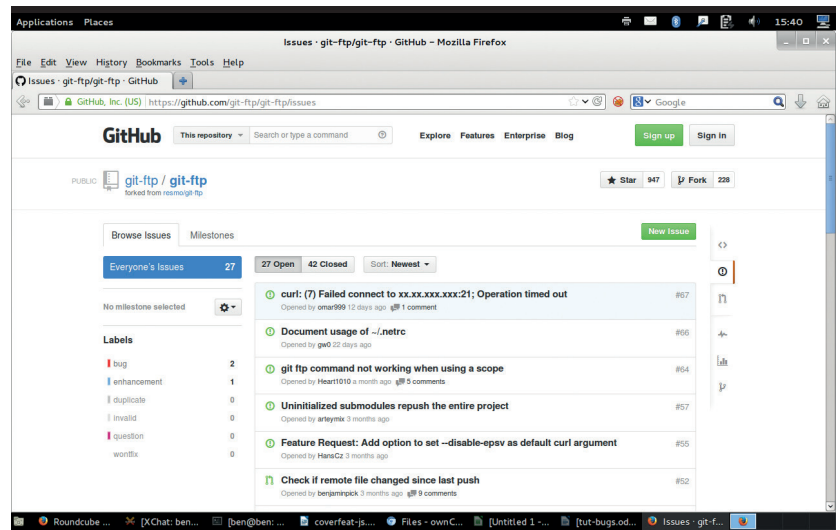 Applications Places 15:40
Issues · git-ftp/git-ftp · GitHub - Mozilla Firefox
File Edit View History Bookmarks Tools Help
Issues · git-ftp/git-ftp · GitHub
GitHub, Inc. (US) https://github.com/git-ftp/git-ftp/issues Google
GitHub This repository Search or type a command Explore Features Enterprise Blog Sign up Sign in
PUBLIC git-ftp / git-ftp Star 947 Fork 228
forked from resmo/git-ftp
Browse Issues Milestones New Issue
Everyone's Issues 27 27 Open 42 Closed Sort: Newest
curl: (7) Failed connect to xx.xx.xxx.xxx:21; Operation timed out #67
Opened by omar999 12 days ago 1 comment
No milestone selected
Document usage of ~/.netrc #66
Opened by gw0 22 days ago
Labels
bug 2
enhancement 1
duplicate 0
invalid 0
question 0
wontfix 0
git ftp command not working when using a scope #64
Opened by Heart1010 a month ago 5 comments
Uninitialized submodules repush the entire project #57
Opened by arteymix 3 months ago
Feature Request: Add option to set --disable-epsv as default curl argument #55
Opened by HansCz 3 months ago
Check if remote file changed since last push #52
Opened by benjaminpick 3 months ago 9 comments
Roundcube ... [XChat: ben... [ben@ben: ... coverfeat-js.... Files - ownC... [Untitled 1 -... [tut-bugs.od... Issues · git-f...